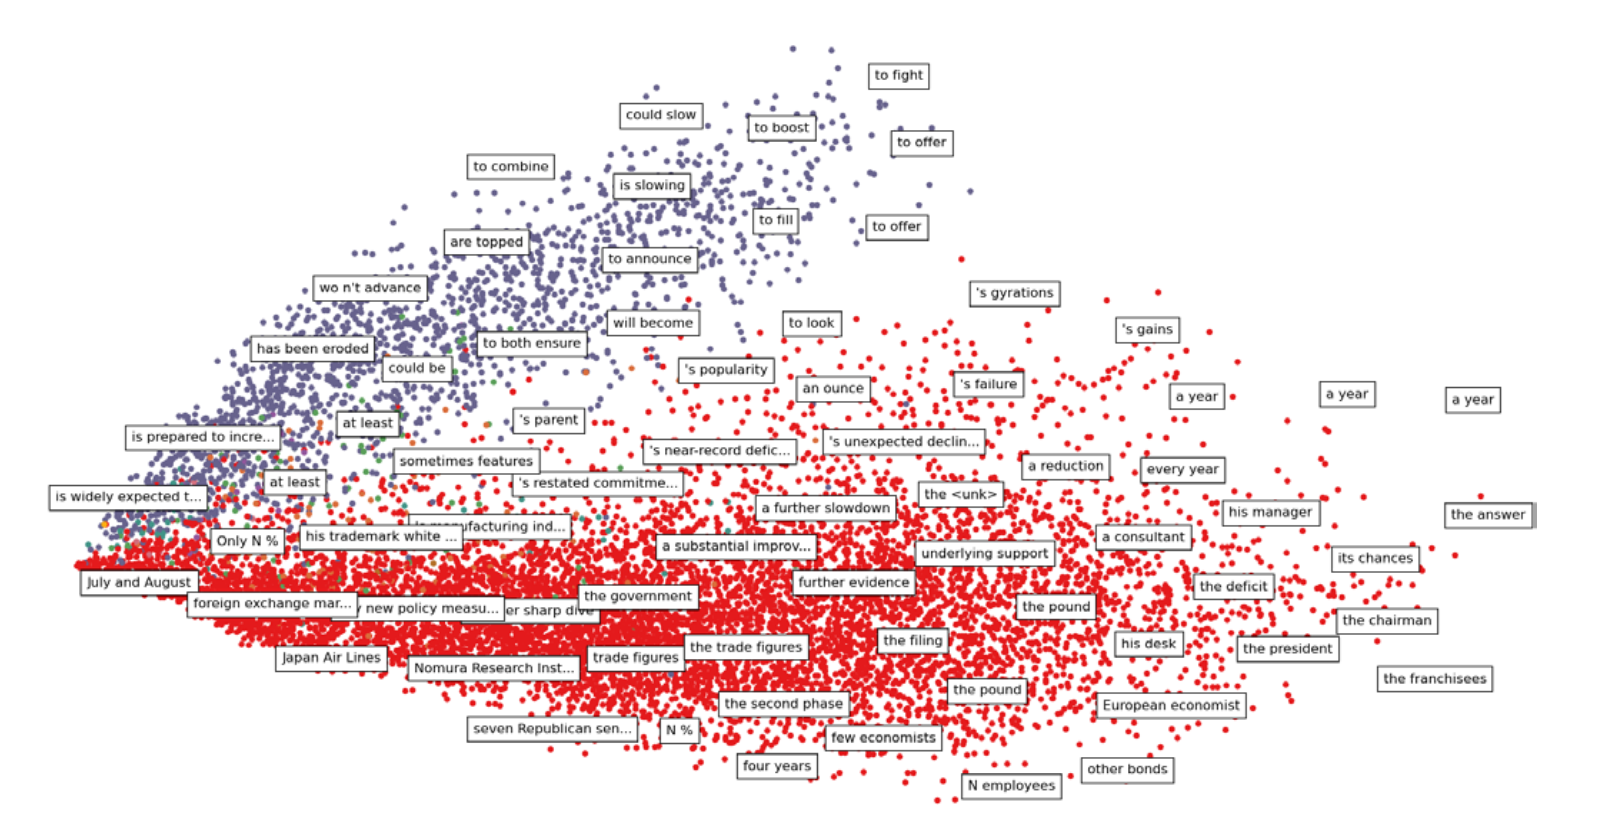 to fight
could slow
to boost
to offer
to combine
is slowing
to fill
to offer
are topped
to announce
wo n't advance
's gyrations
will become
to look
's gains
has been eroded
to both ensure
could be
's popularity
an ounce
's failure
a year
a year
a year
at least
's parent
is prepared to incre...
's near-record defic...
's unexpected declin...
sometimes features
a reduction
every year
at least
's restated commitme...
is widely expected t...
the <unk>
a further slowdown
his manager
the answer
Only N %
his trademark white ...
ind...
a consultant
a substantial improv...
underlying support
its chances
July and August
further evidence
the deficit
foreign exchange mar...
new policy measu...
er sharp dive
the government
the pound
the chairman
Japan Air Lines
Nomura Research Inst...
trade figures
the trade figures
the filing
his desk
the president
the franchisees
the pound
the second phase
European economist
seven Republican sen...
N %
few economists
four years
other bonds
N employees